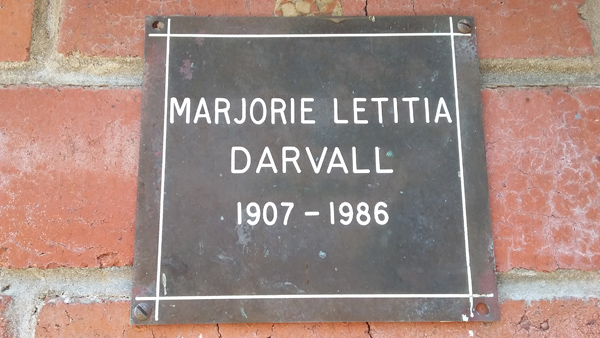 MARJORIE LETITIA
DARVALL
1907 - 1986